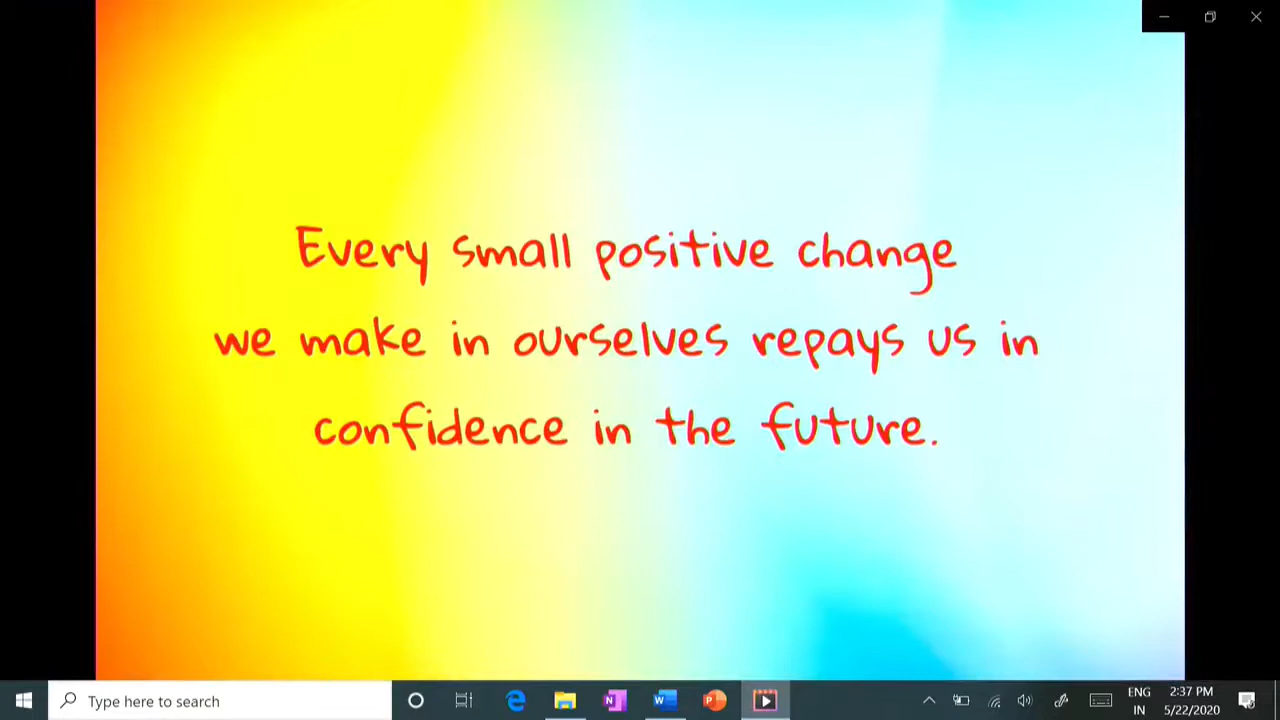 Every small positive change
we make in ourselves repays us in
confidence in the future.
Type here to search
ENG
IN
2:37 PM
5/22/2020